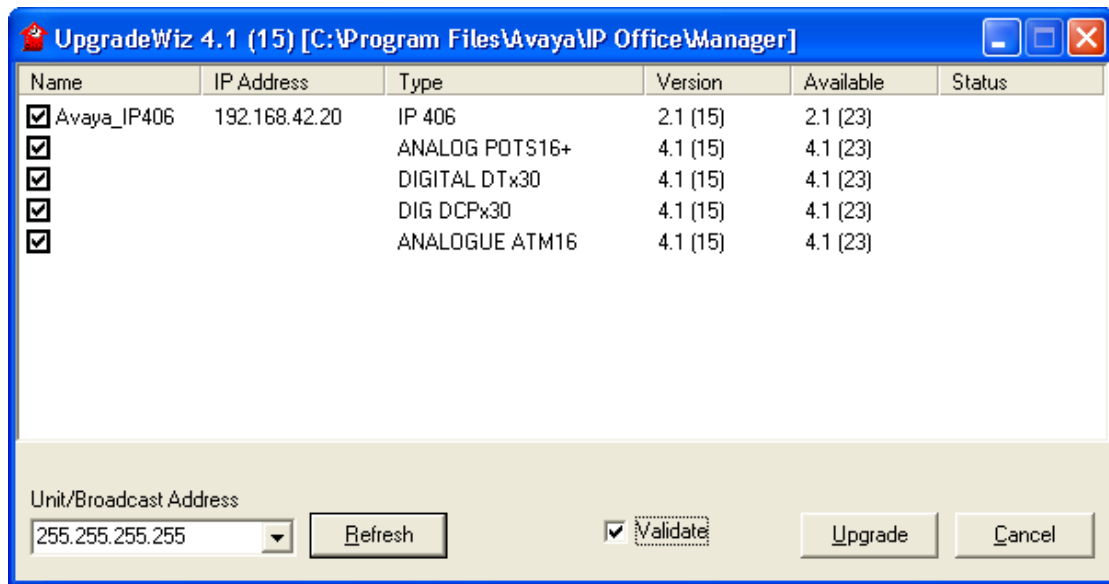 UpgradeWiz 4.1 (15) [C:\Program Files\Avaya\IP Office\Manager]
Name IP Address Type Version Available Status
Avaya_IP406 192.168.42.20 IP 406 2.1 (15) 2.1 (23)
ANALOG POTS16+ 4.1 (15) 4.1 (23)
DIGITAL DTx30 4.1 (15) 4.1 (23)
DIG DCPx30 4.1 (15) 4.1 (23)
ANALOGUE ATM16 4.1 (15) 4.1 (23)
Unit/Broadcast Address
255.255.255.255 Refresh Validate Upgrade Cancel